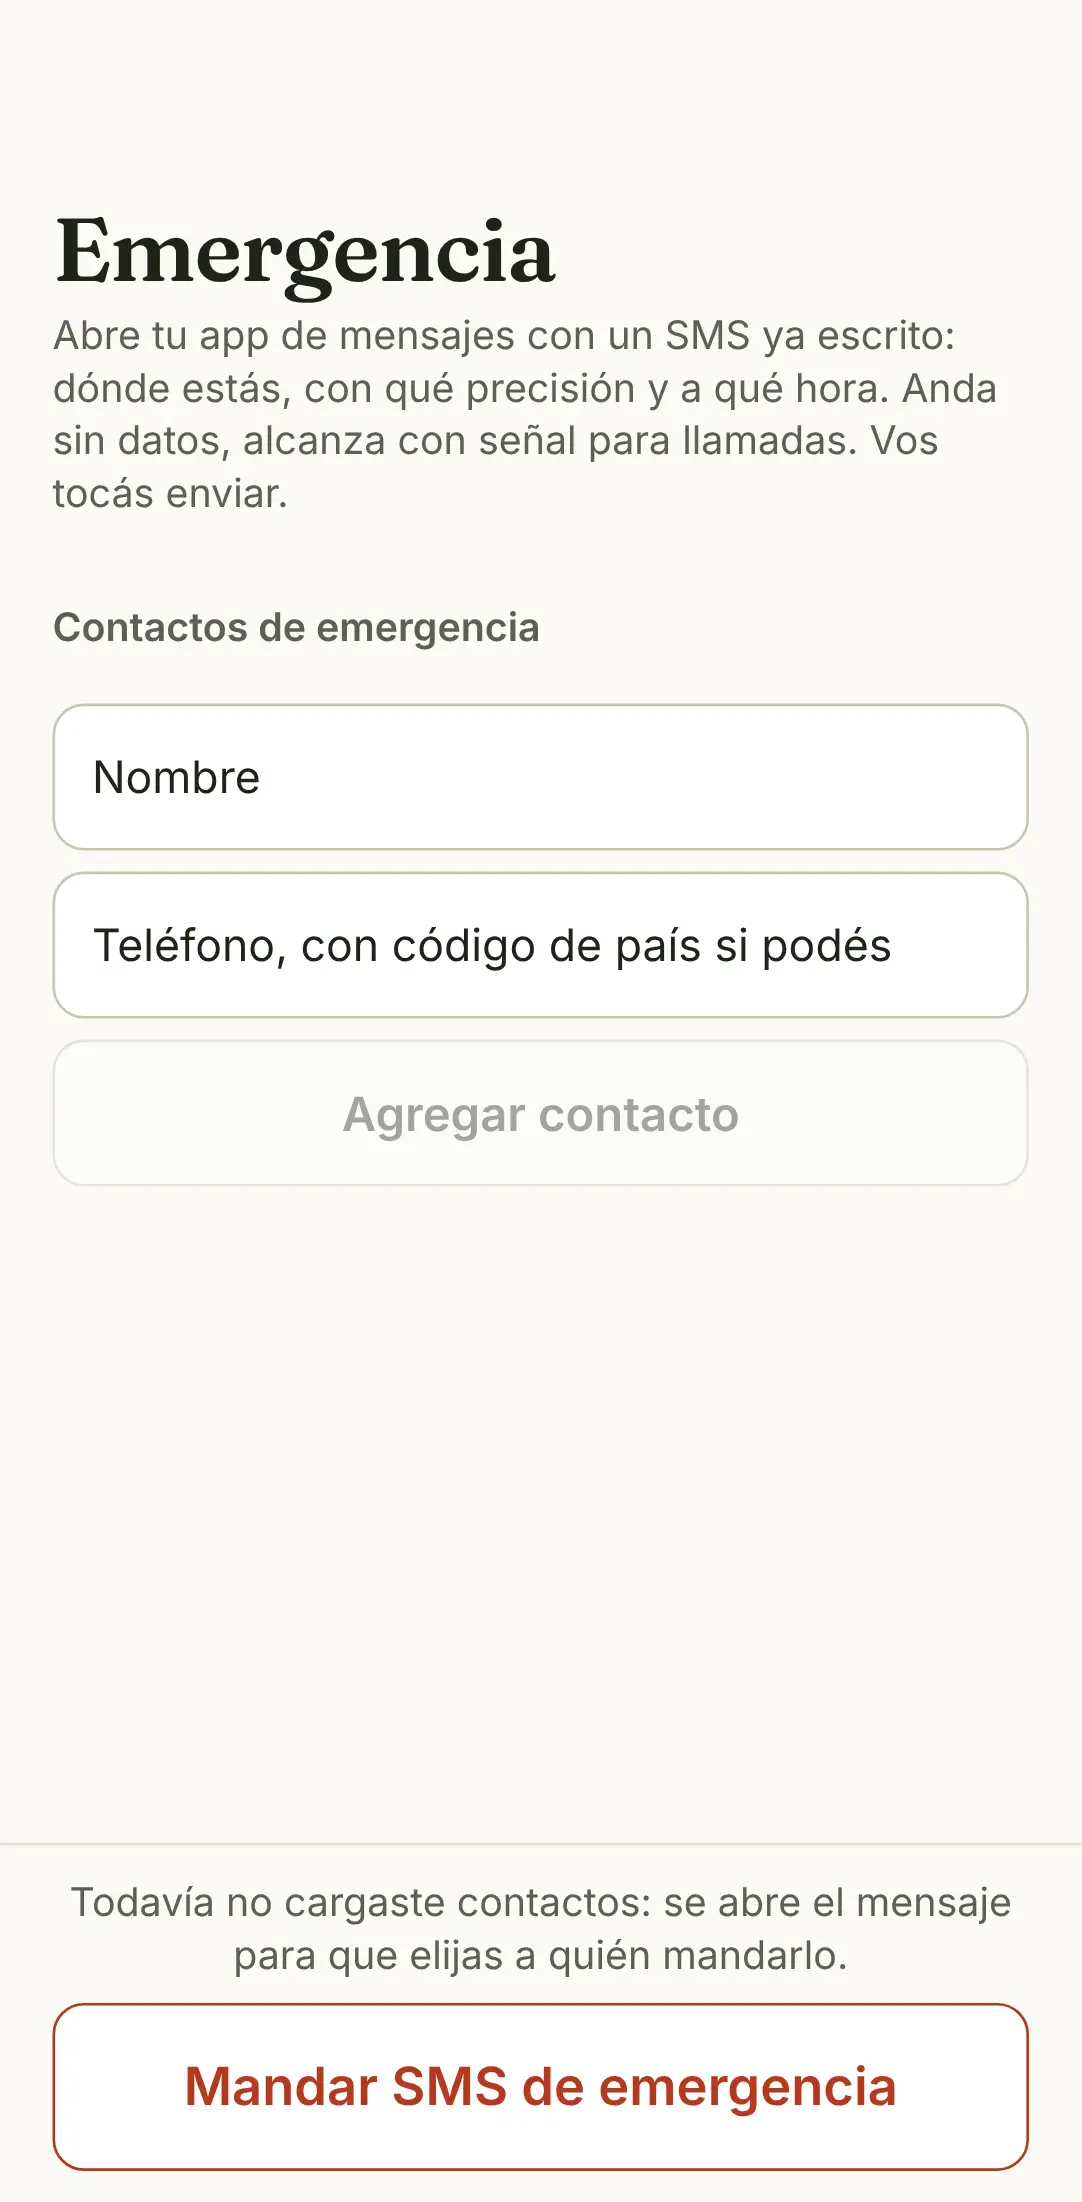 Emergencia
Abre tu app de mensajes con un SMS ya escrito:
dónde estás, con qué precisión y a qué hora. Anda
sin datos, alcanza con señal para llamadas. Vos
tocás enviar.
Contactos de emergencia
Nombre
Teléfono, con código de país si podés
Agregar contacto
Todavía no cargaste contactos: se abre el mensaje
para que elijas a quién mandarlo.
Mandar SMS de emergencia